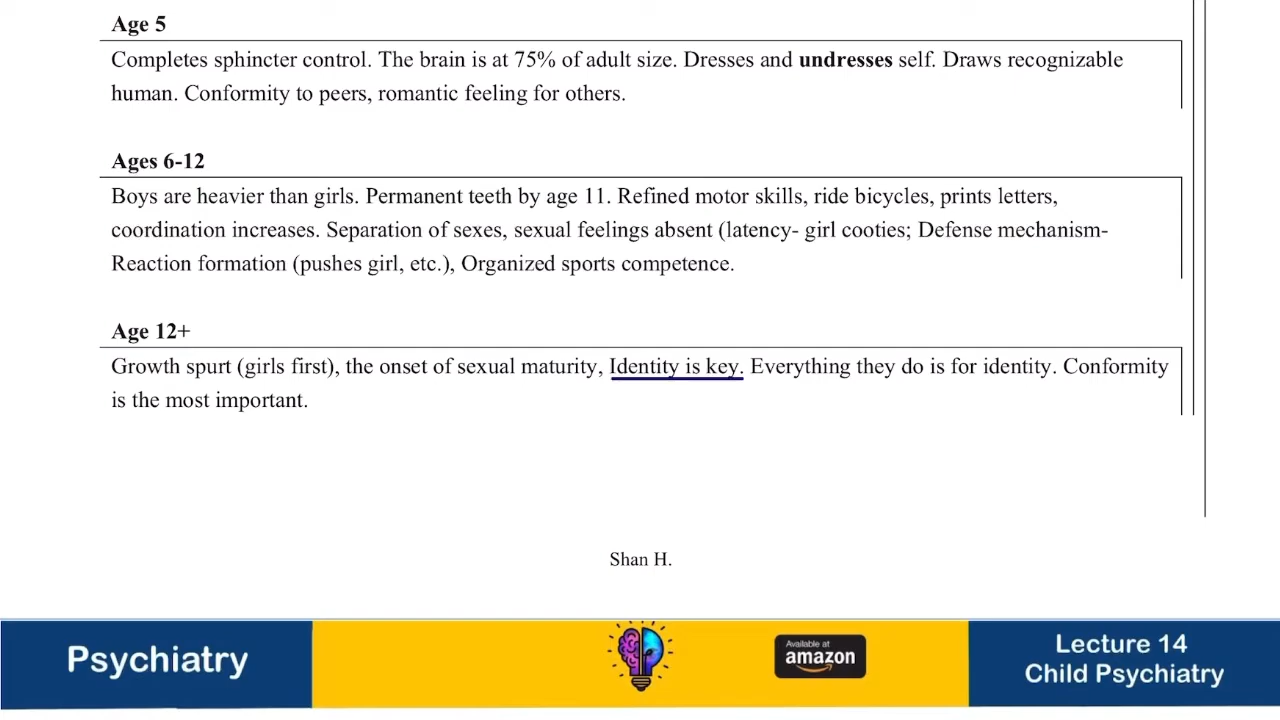 Age 5
Completes sphincter control. The brain is at 75% of adult size. Dresses and undresses self. Draws recognizable
human. Conformity to peers, romantic feeling for others.
Ages 6-12
Boys are heavier than girls. Permanent teeth by age 11. Refined motor skills, ride bicycles, prints letters,
coordination increases. Separation of sexes, sexual feelings absent (latency- girl cooties; Defense mechanism-
Reaction formation (pushes girl, etc.), Organized sports competence.
Age 12+
Growth spurt (girls first), the onset of sexual maturity, Identity is key. Everything they do is for identity. Conformity
is the most important.
Shan H.
Psychiatry
Available at
amazon
Lecture 14
Child Psychiatry